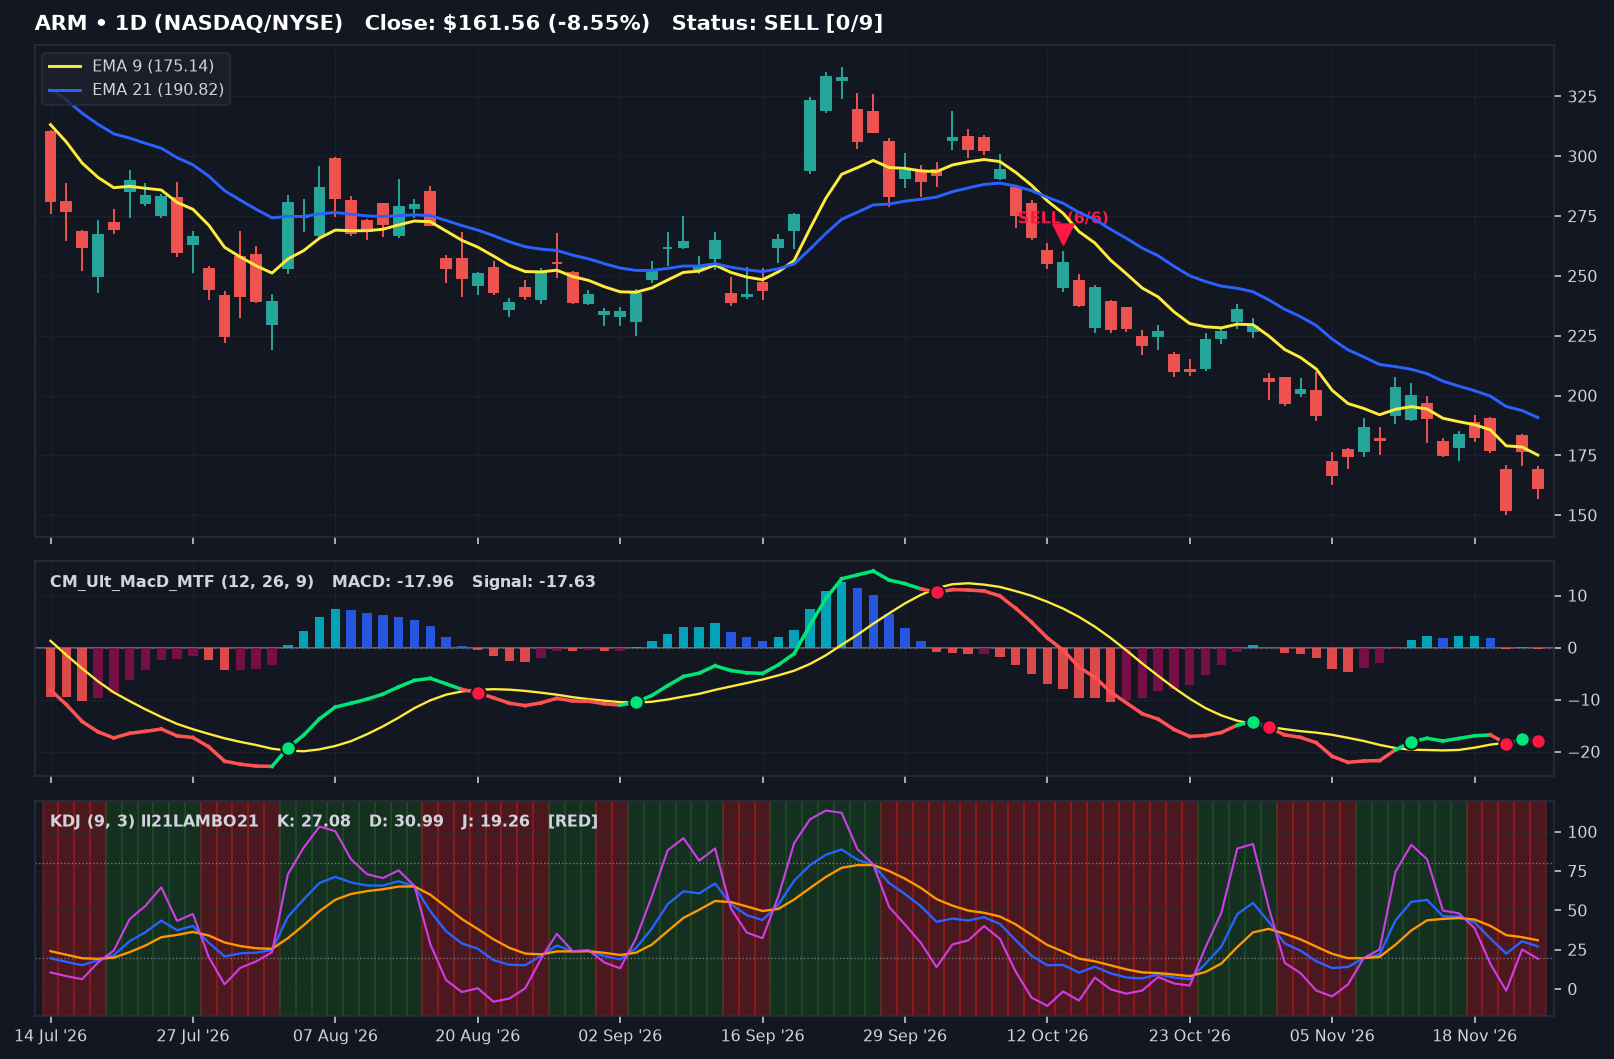 ARM • 1D (NASDAQ/NYSE)   Close: $161.56 (-8.55%)   Status: SELL [0/9]
EMA 9 (175.14)
EMA 21 (190.82)
325
300
275
250
225
200
175
150
SELL (6/6)
CM_Ult_MacD_MTF (12, 26, 9)   MACD: -17.96   Signal: -17.63
10
0
−10
−20
KDJ (9, 3) II21LAMBO21   K: 27.08   D: 30.99   J: 19.26   [RED]
100
75
50
25
0
14 Jul '26
27 Jul '26
07 Aug '26
20 Aug '26
02 Sep '26
16 Sep '26
29 Sep '26
12 Oct '26
23 Oct '26
05 Nov '26
18 Nov '26